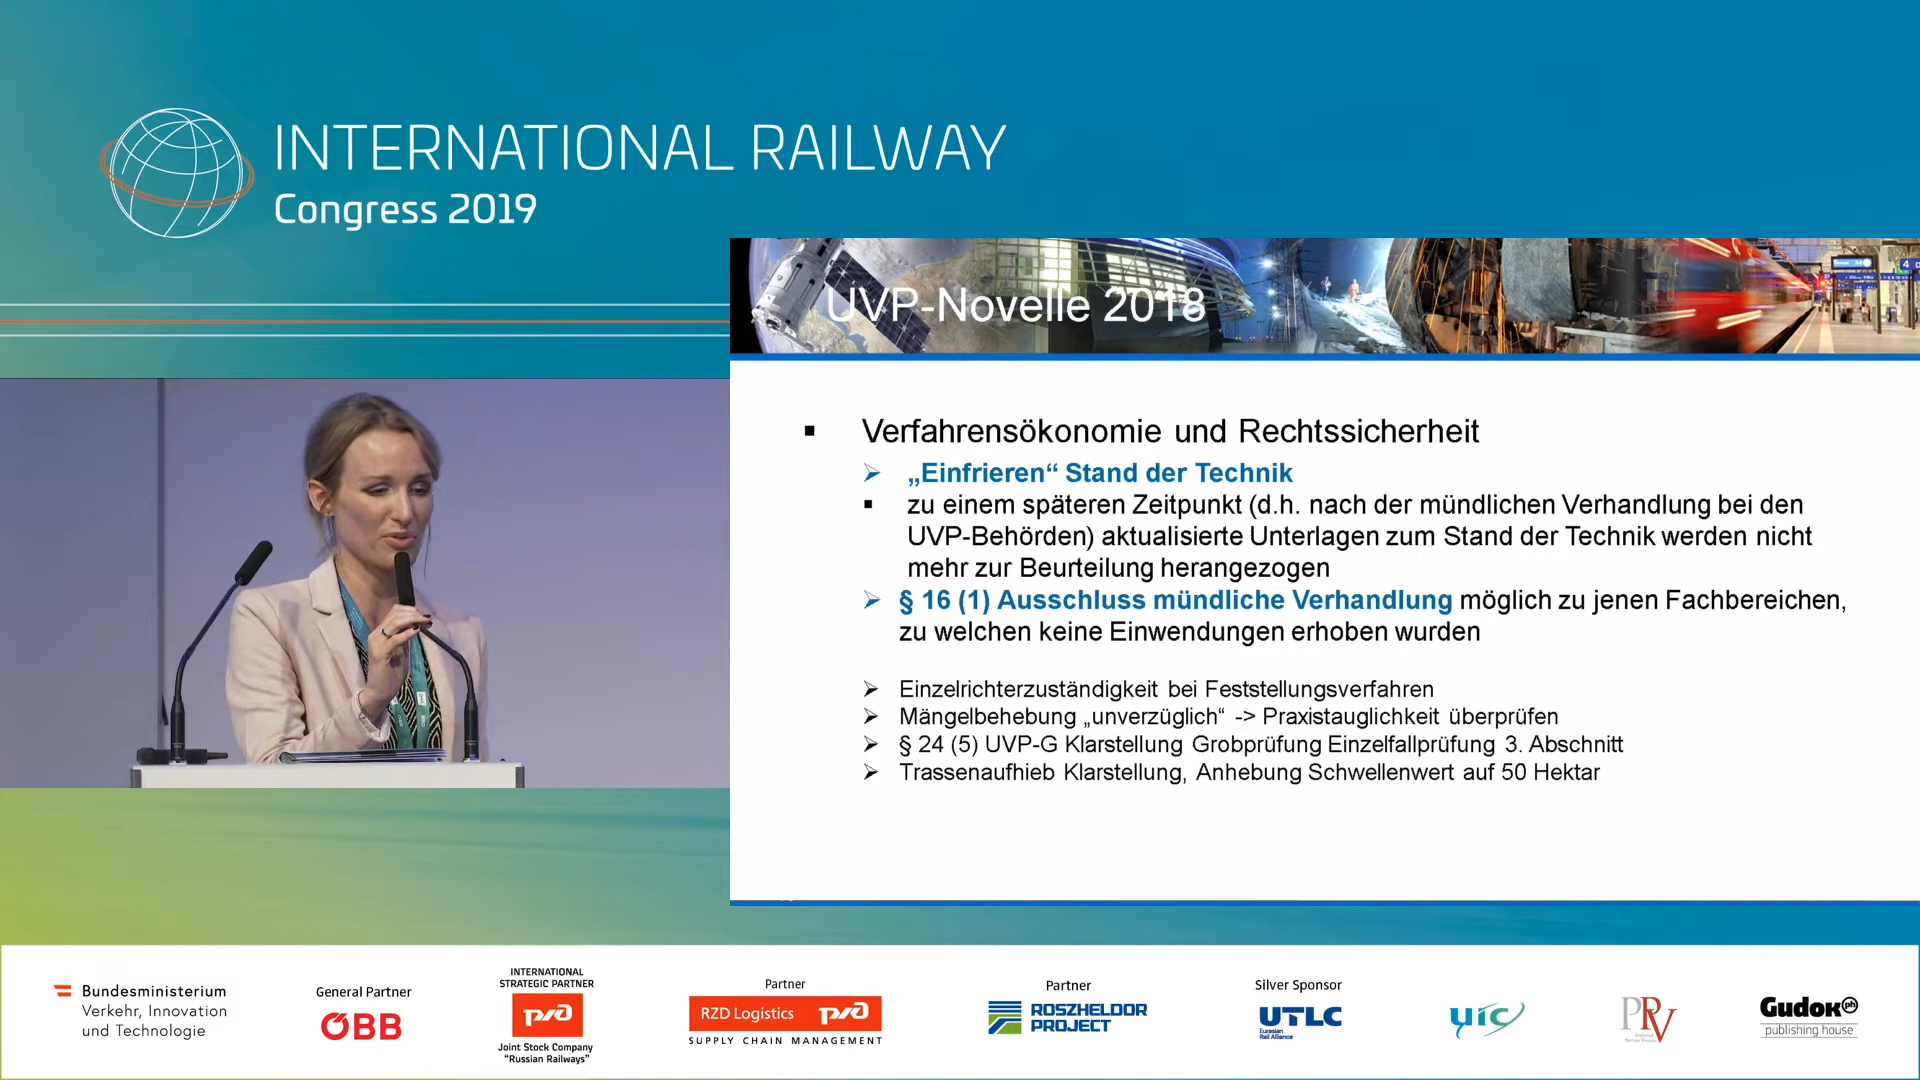 INTERNATIONAL RAILWAY
Congress 2019
UVP-Novelle 2018
Verfahrensökonomie und Rechtssicherheit
„Einfrieren“ Stand der Technik
zu einem späteren Zeitpunkt (d.h. nach der mündlichen Verhandlung bei den
UVP-Behörden) aktualisierte Unterlagen zum Stand der Technik werden nicht
mehr zur Beurteilung herangezogen
§ 16 (1) Ausschluss mündliche Verhandlung möglich zu jenen Fachbereichen,
zu welchen keine Einwendungen erhoben wurden
Einzelrichterzuständigkeit bei Feststellungsverfahren
Mängelbehebung „unverzüglich“ -> Praxistauglichkeit überprüfen
§ 24 (5) UVP-G Klarstellung Grobprüfung Einzelfallprüfung 3. Abschnitt
Trassenaufhieb Klarstellung, Anhebung Schwellenwert auf 50 Hektar
Bundesministerium
Verkehr, Innovation
und Technologie
General Partner
ÖBB
INTERNATIONAL
STRATEGIC PARTNER
Joint Stock Company
"Russian Railways"
Partner
RZD Logistics
SUPPLY CHAIN MANAGEMENT
Partner
ROSZHELDOR
PROJECT
Silver Sponsor
UTLC
Eurasian
Rail Alliance
uic
PRV
Gudok
publishing house